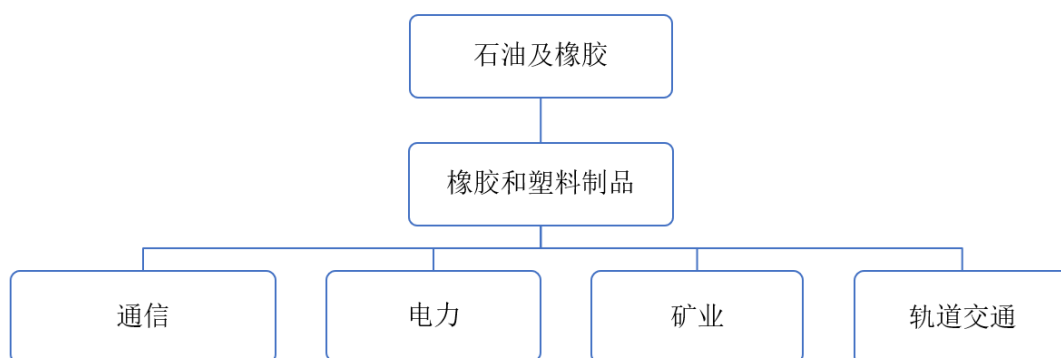 石油及橡胶
橡胶和塑料制品
通信
电力
矿业
轨道交通